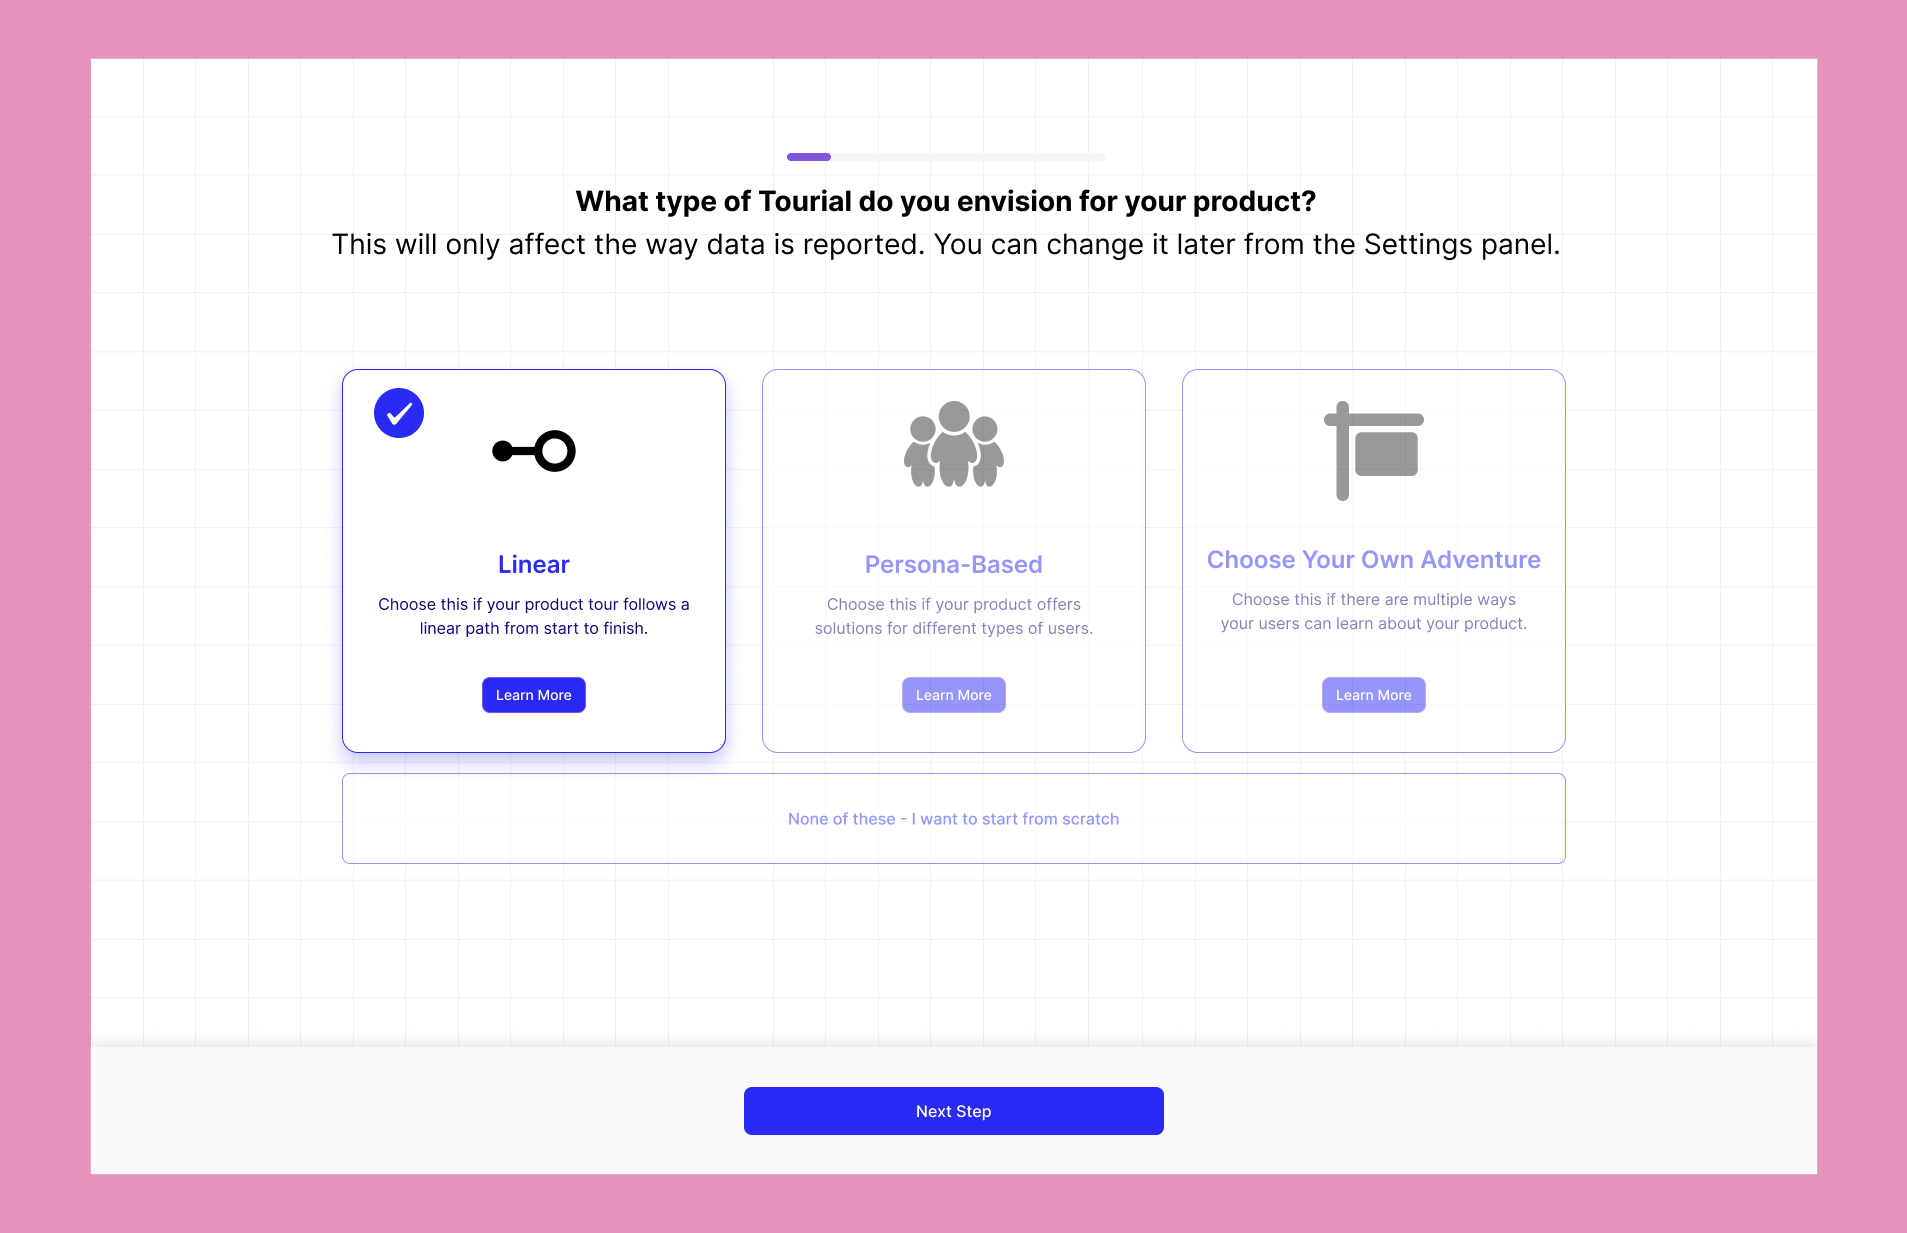 What type of Tourial do you envision for your product?
This will only affect the way data is reported. You can change it later from the Settings panel.
Linear
Choose this if your product tour follows a
linear path from start to finish.
Learn More
Persona-Based
Choose this if your product offers
solutions for different types of users.
Learn More
Choose Your Own Adventure
Choose this if there are multiple ways
your users can learn about your product.
Learn More
None of these - I want to start from scratch
Next Step